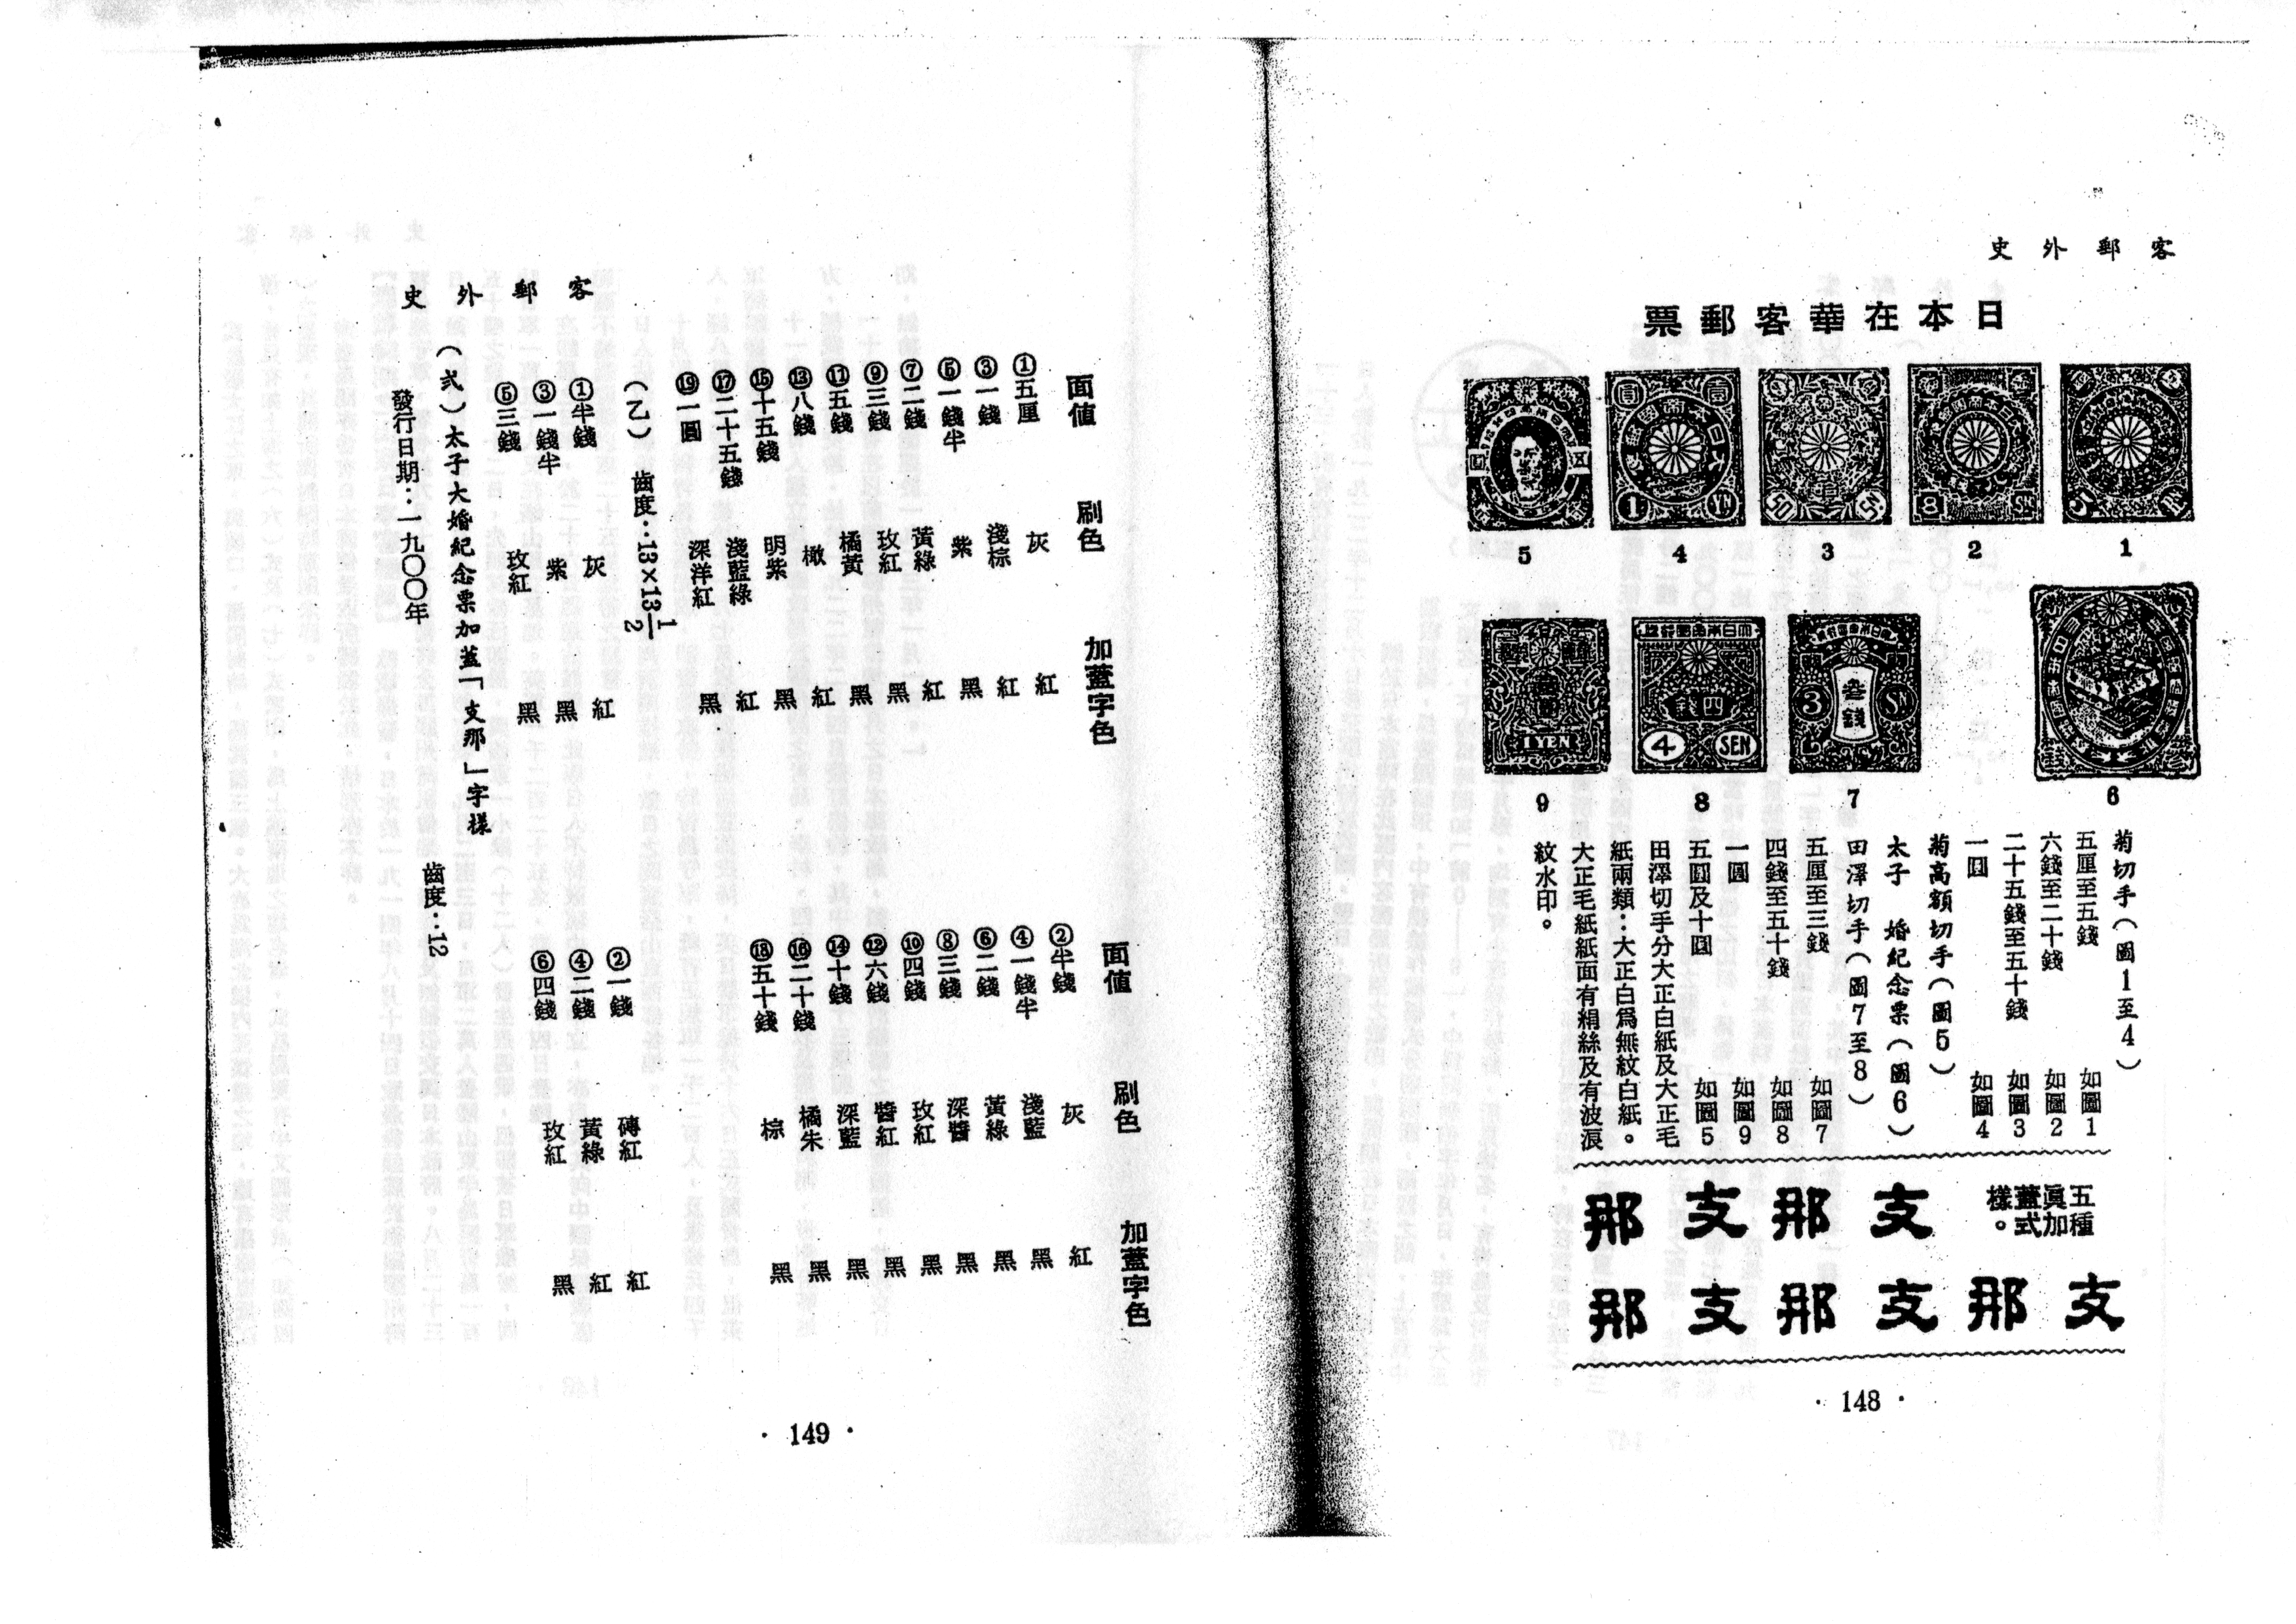 客郵外史
日本在華客郵票
1
2
3
4
5
6
7
8
9
菊切手(圖1至4)
五厘至五錢 如圖1
六錢至二十錢 如圖2
二十五錢至五十錢 如圖3
一圓 如圖4
菊高額切手(圖5)
太子 婚紀念票(圖6)
田澤切手(圖7至8)
五厘至三錢 如圖7
四錢至五十錢 如圖8
一圓 如圖9
五圓及十圓 如圖5
田澤切手分大正白紙及大正毛
紙兩類：大正白爲無紋白紙。
大正毛紙紙面有絹絲及有波浪
紋水印。
五種
眞加
蓋式
樣。
支那 支那
支那 支那 支那
· 148 ·
面值 刷色 加蓋字色 面值 刷色 加蓋字色
①五厘 灰 紅 ②半錢 灰 紅
③一錢 淺棕 紅 ④一錢半 淺藍 黑
⑤一錢半 紫 黑 ⑥二錢 黃綠 黑
⑦二錢 黃綠 紅 ⑧三錢 深醬 黑
⑨三錢 玫紅 黑 ⑩四錢 玫紅 黑
⑪五錢 橘黃 黑 ⑫六錢 醬紅 黑
⑬八錢 橄 紅 ⑭十錢 深藍 黑
⑮十五錢 明紫 黑 ⑯二十錢 橘朱 黑
⑰二十五錢 淺藍綠 紅 ⑱五十錢 棕 黑
⑲一圓 深洋紅 黑
(乙) 齒度：13×13 1/2
①半錢 灰 紅 ②一錢 磚紅 紅
③一錢半 紫 黑 ④二錢 黃綠 紅
⑤三錢 玫紅 黑 ⑥四錢 玫紅 黑
(弍)太子大婚紀念票加蓋「支那」字樣
發行日期：一九〇〇年 齒度：12
客郵外史
· 149 ·